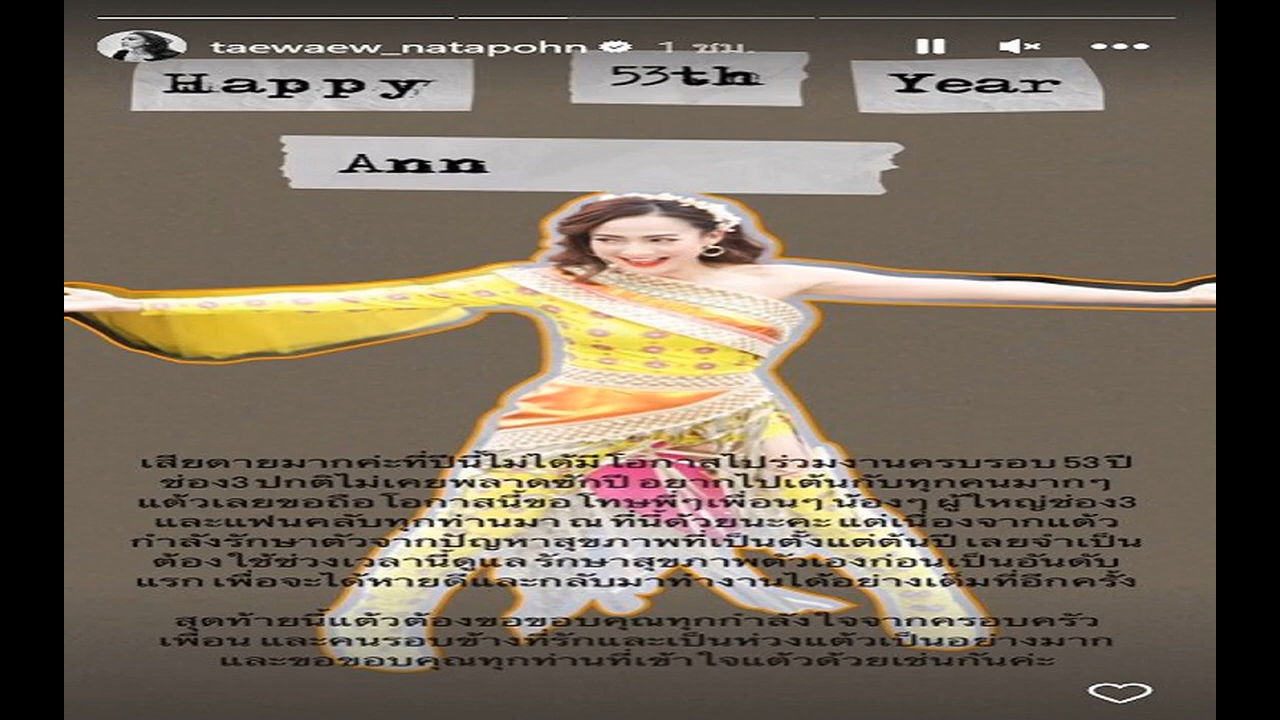 taewaew_natapohn 1 ชม.
Happy 53th Year
Ann
เสียดายมากค่ะที่ปีนี้ไม่ได้มีโอกาสไปร่วมงานครบรอบ 53 ปี
ช่อง3 ปกติไม่เคยพลาดซักปี อยากไปเต้นกับทุกคนมากๆ
แต้วเลยขอถือโอกาสนี้ขอโทษพี่ๆเพื่อนๆ น้องๆ ผู้ใหญ่ช่อง3
และแฟนคลับทุกท่านมา ณ ที่นี้ด้วยนะคะ แต่เนื่องจากแต้ว
กำลังรักษาตัวจากปัญหาสุขภาพที่เป็นตั้งแต่ต้นปี เลยจำเป็น
ต้องใช้ช่วงเวลานี้ดูแล รักษาสุขภาพตัวเองก่อนเป็นอันดับ
แรก เพื่อจะได้หายดีและกลับมาทำงานได้อย่างเต็มที่อีกครั้ง
สุดท้ายนี้แต้วต้องขอขอบคุณทุกกำลังใจจากครอบครัว
เพื่อน และคนรอบข้างที่รักและเป็นห่วงแต้วเป็นอย่างมาก
และขอขอบคุณทุกท่านที่เข้าใจแต้วด้วยเช่นกันค่ะ